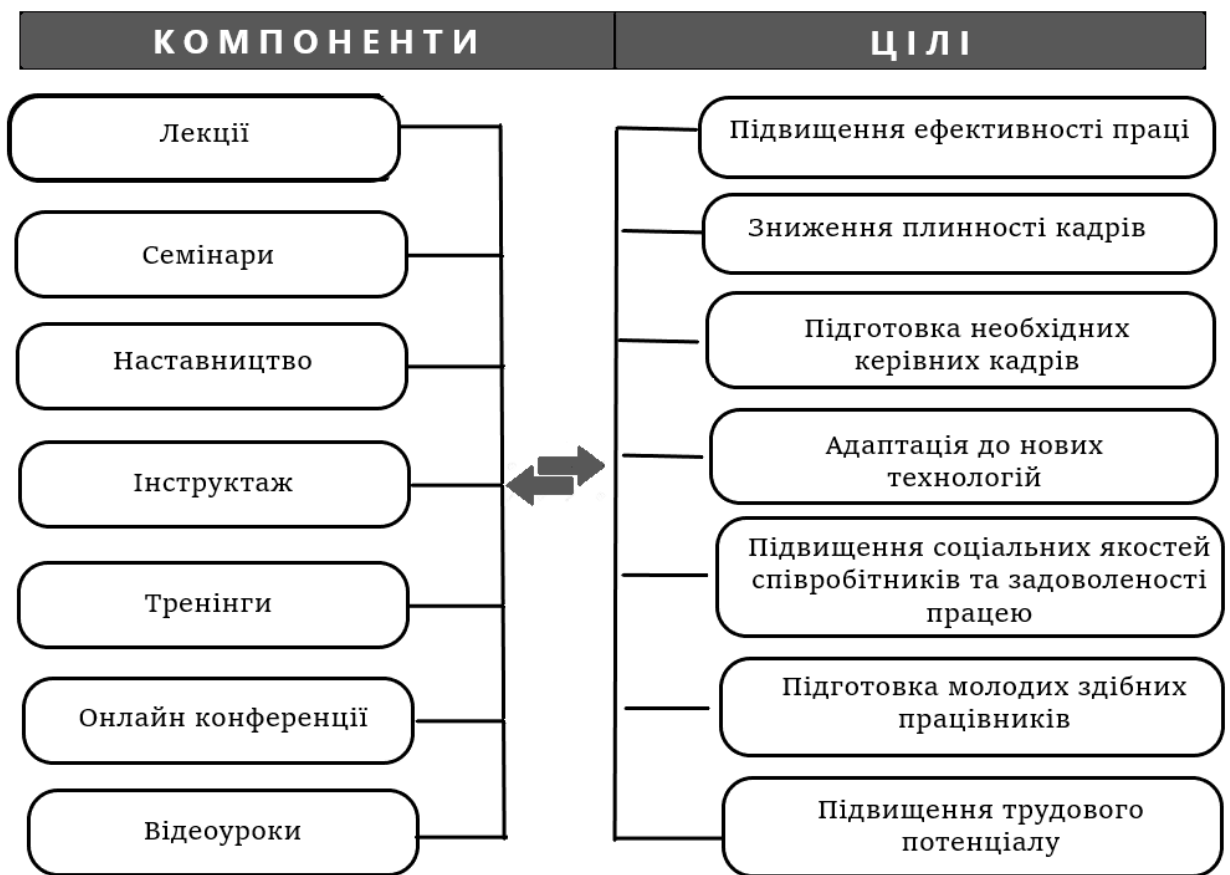 КОМПОНЕНТИ
ЦІЛІ
Лекції
Семінари
Наставництво
Інструктаж
Тренінги
Онлайн конференції
Відеоуроки
Підвищення ефективності праці
Зниження плинності кадрів
Підготовка необхідних
керівних кадрів
Адаптація до нових
технологій
Підвищення соціальних якостей
співробітників та задоволеності
працею
Підготовка молодих здібних
працівників
Підвищення трудового
потенціалу